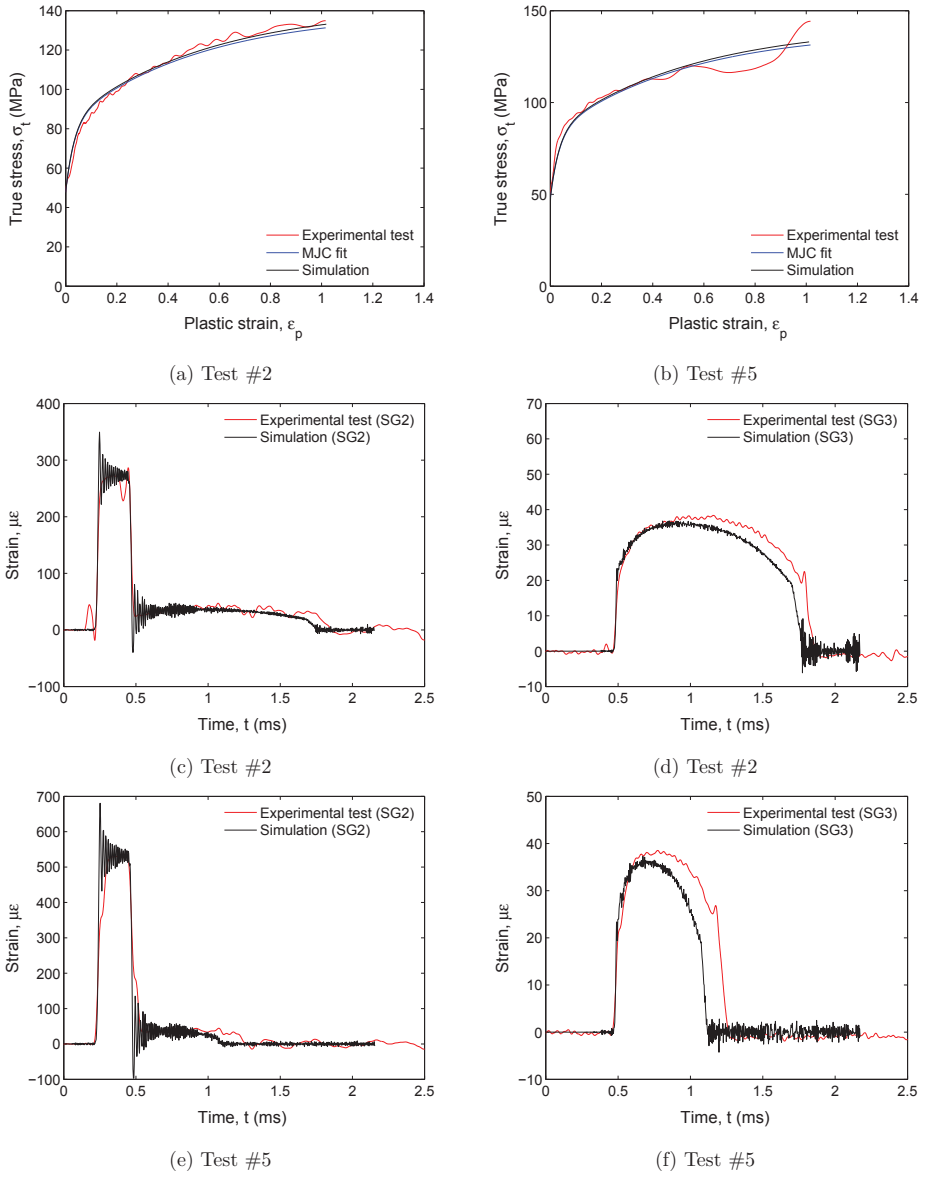 140
120
100
80
60
40
20
0
True stress, σt (MPa)
Experimental test
MJC fit
Simulation
0 0.2 0.4 0.6 0.8 1 1.2 1.4
Plastic strain, εp
(a) Test #2
150
100
50
0
True stress, σt (MPa)
Experimental test
MJC fit
Simulation
0 0.2 0.4 0.6 0.8 1 1.2 1.4
Plastic strain, εp
(b) Test #5
400
300
200
100
0
−100
Strain, με
Experimental test (SG2)
Simulation (SG2)
0 0.5 1 1.5 2 2.5
Time, t (ms)
(c) Test #2
70
60
50
40
30
20
10
0
−10
Strain, με
Experimental test (SG3)
Simulation (SG3)
0 0.5 1 1.5 2 2.5
Time, t (ms)
(d) Test #2
700
600
500
400
300
200
100
0
−100
Strain, με
Experimental test (SG2)
Simulation (SG2)
0 0.5 1 1.5 2 2.5
Time, t (ms)
(e) Test #5
50
40
30
20
10
0
−10
Strain, με
Experimental test (SG3)
Simulation (SG3)
0 0.5 1 1.5 2 2.5
Time, t (ms)
(f) Test #5